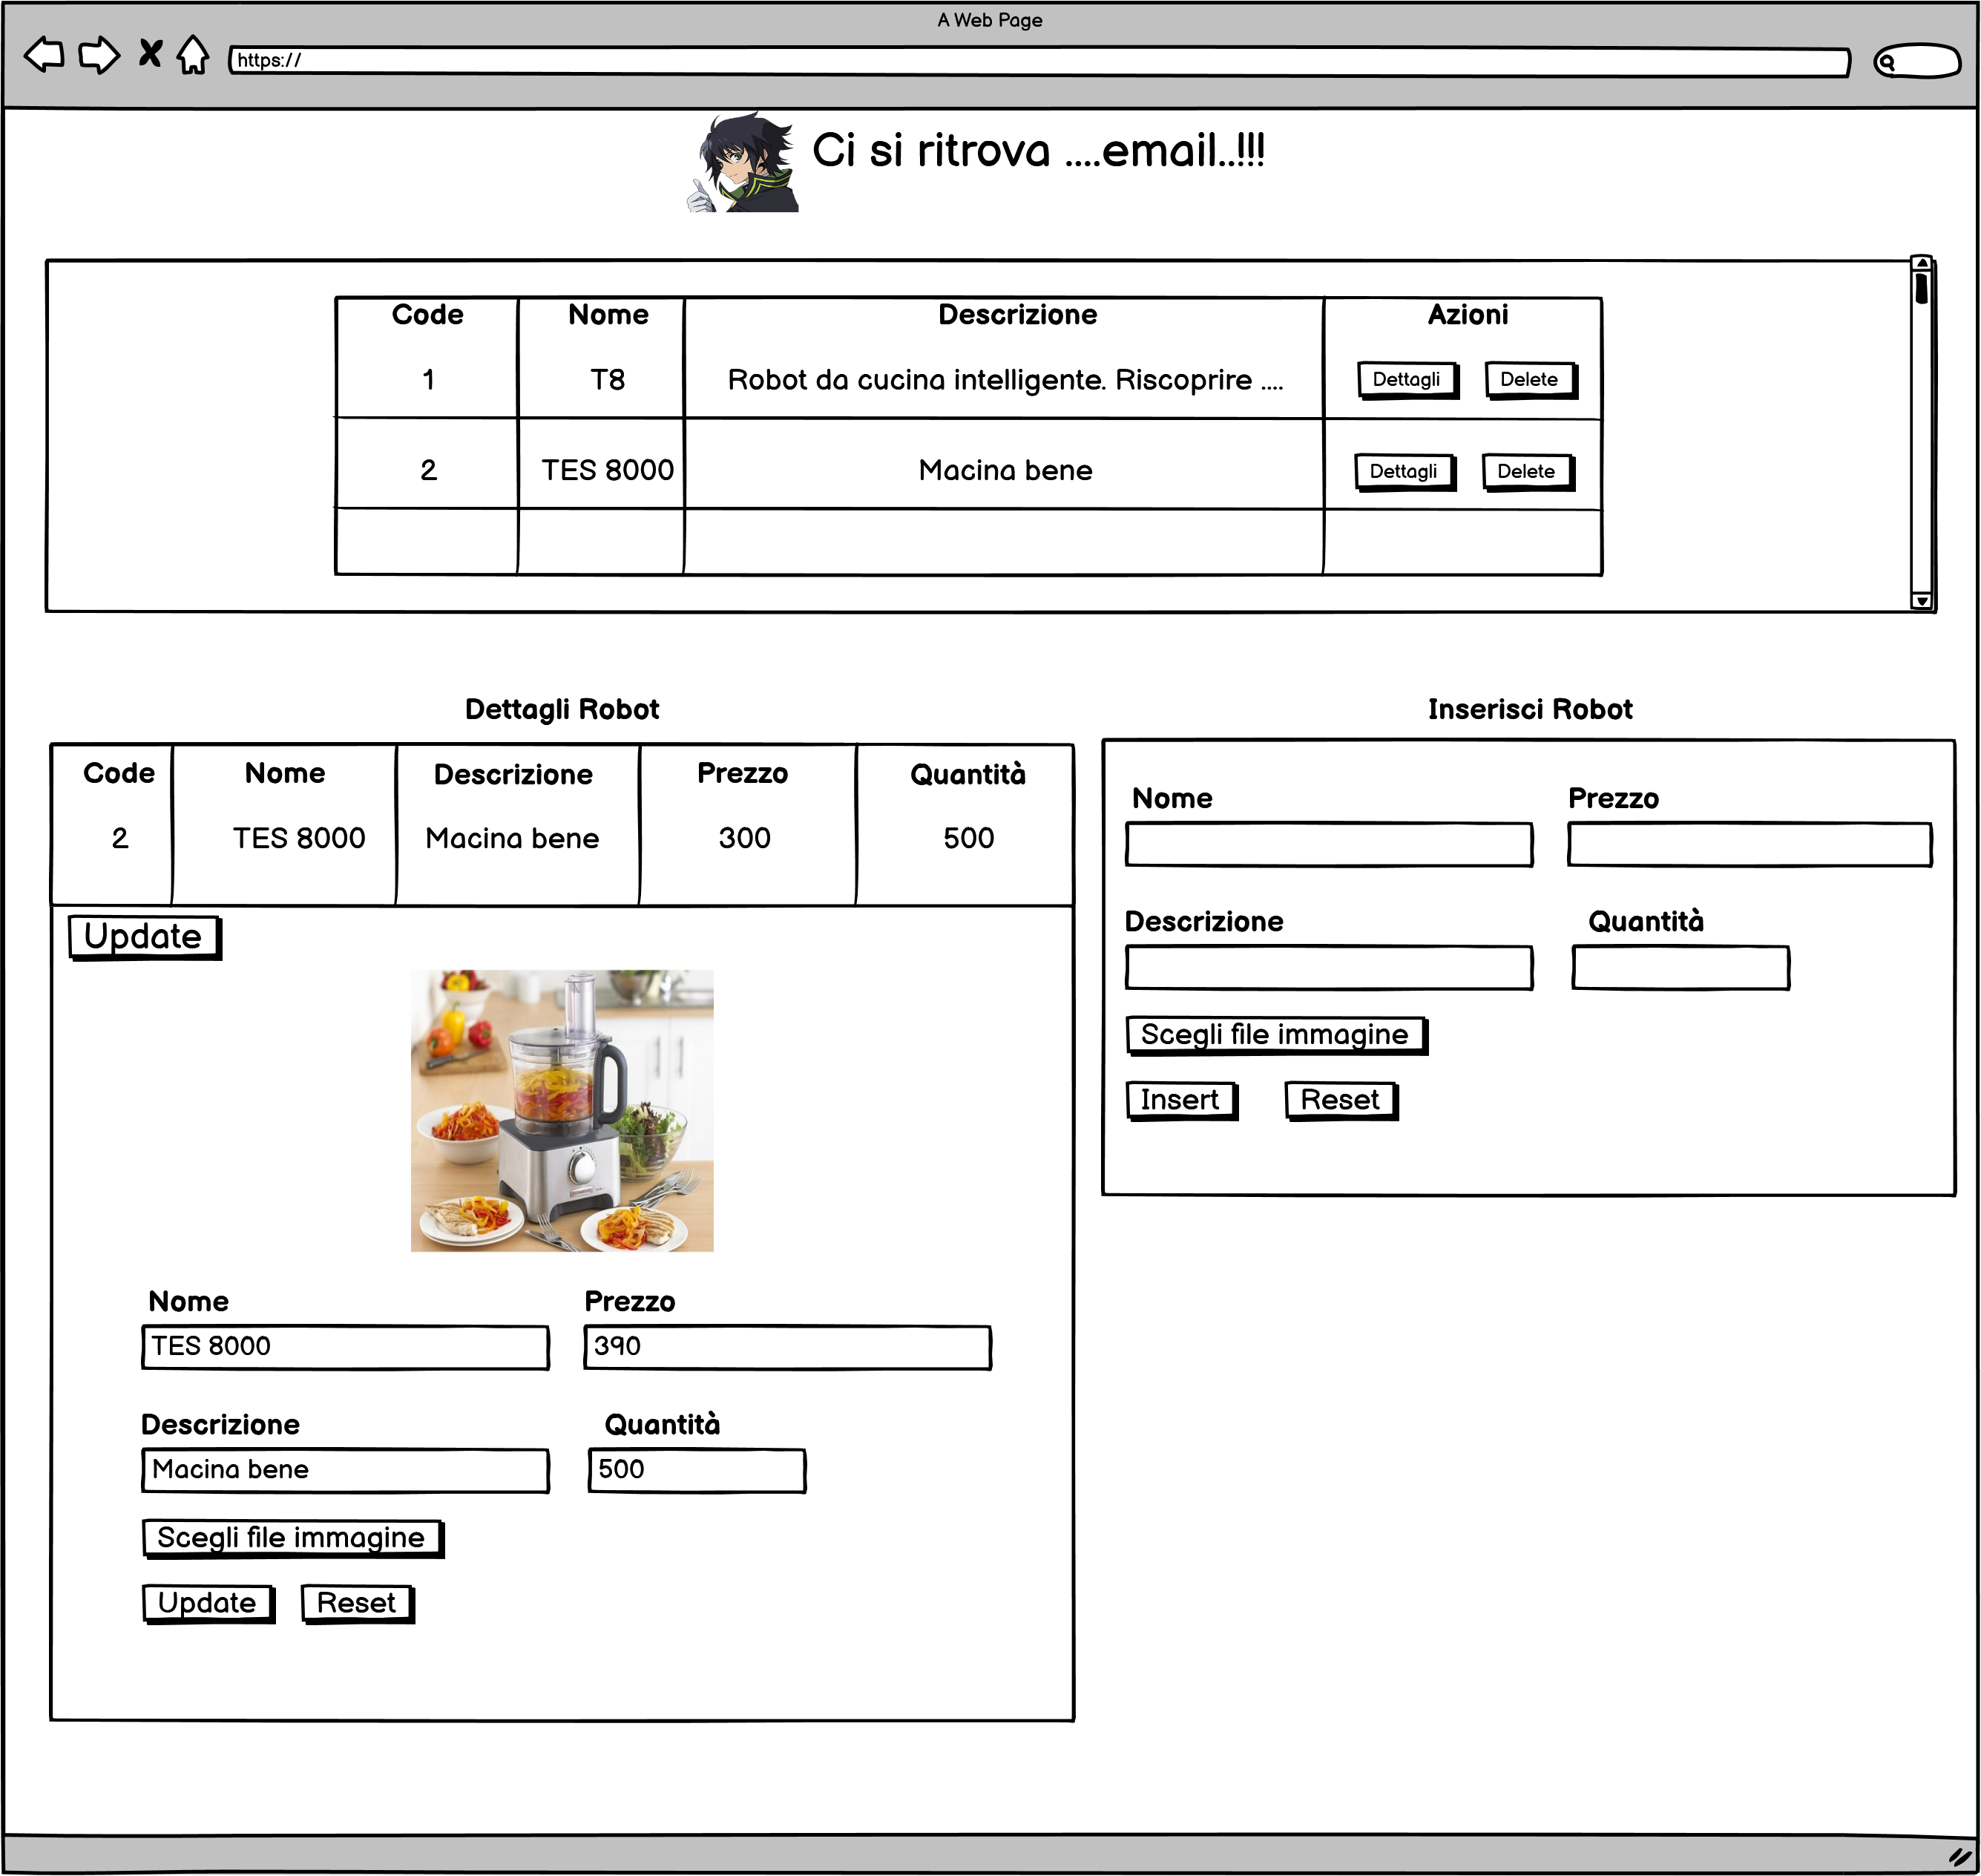 A Web Page
https://
Ci si ritrova ....email..!!!
Code Nome Descrizione Azioni
1 T8 Robot da cucina intelligente. Riscoprire .... Dettagli Delete
2 TES 8000 Macina bene Dettagli Delete
Dettagli Robot
Code Nome Descrizione Prezzo Quantità
2 TES 8000 Macina bene 300 500
Update
Nome Prezzo
TES 8000 390
Descrizione Quantità
Macina bene 500
Scegli file immagine
Update Reset
Inserisci Robot
Nome Prezzo
Descrizione Quantità
Scegli file immagine
Insert Reset